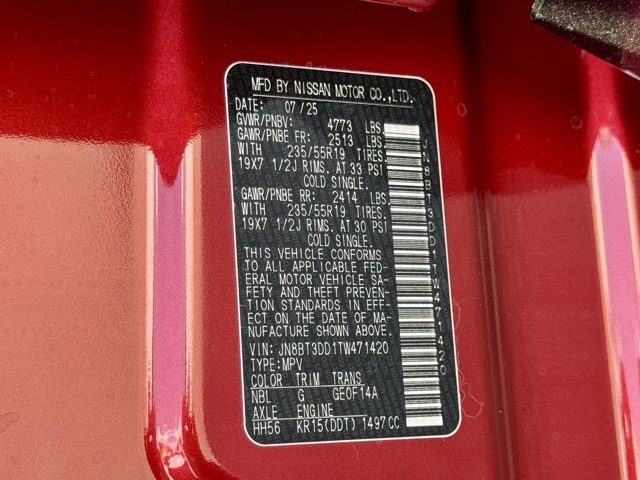 MFD BY NISSAN MOTOR CO.,LTD.
DATE: 07/25
GVWR/PNBV: 4773 LBS
GAWR/PNBE FR: 2513 LBS
WITH 235/55R19 TIRES.
19X7 1/2J RIMS. AT 33 PSI
COLD SINGLE.
GAWR/PNBE RR: 2414 LBS
WITH 235/55R19 TIRES.
19X7 1/2J RIMS. AT 30 PSI
COLD SINGLE.
THIS VEHICLE CONFORMS
TO ALL APPLICABLE FED-
ERAL MOTOR VEHICLE SA-
FETY AND THEFT PREVEN-
TION STANDARDS IN EFF-
ECT ON THE DATE OF MA-
NUFACTURE SHOWN ABOVE.
VIN: JN8BT3DD1TW471420
TYPE:MPV
COLOR TRIM TRANS
NBL G GE0F14A
AXLE ENGINE
HH56 KR15(DDT) 1497CC
JN8BT3DD1TW471420